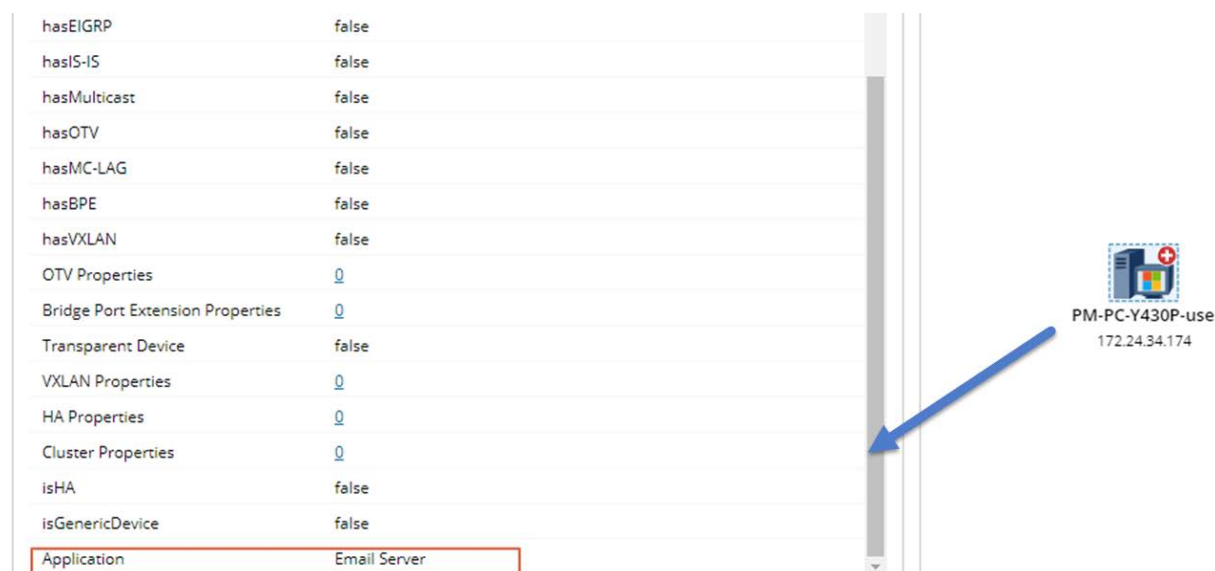 hasEIGRP false
hasIS-IS false
hasMulticast false
hasOTV false
hasMC-LAG false
hasBPE false
hasVXLAN false
OTV Properties 0
Bridge Port Extension Properties 0
Transparent Device false
VXLAN Properties 0
HA Properties 0
Cluster Properties 0
isHA false
isGenericDevice false
Application Email Server
PM-PC-Y430P-use
172.24.34.174